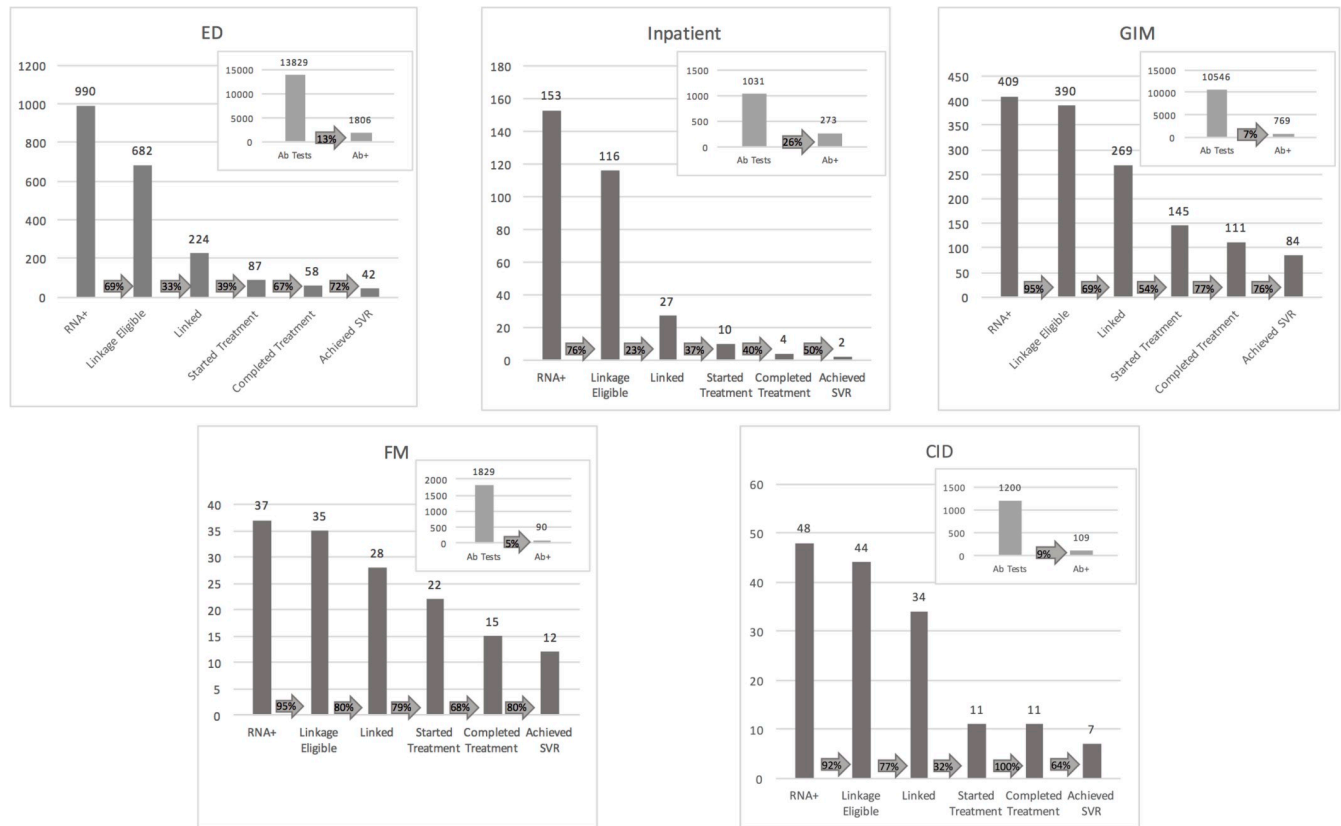 ED
1200
1000
800
600
400
200
0
990
682
224
87
58
42
69%
33%
39%
67%
72%
RNA+
Linkage Eligible
Linked
Started Treatment
Completed Treatment
Achieved SVR
15000
10000
5000
0
13829
1806
13%
Ab Tests
Ab+
Inpatient
180
160
140
120
100
80
60
40
20
0
153
116
27
10
4
2
76%
23%
37%
40%
50%
RNA+
Linkage
Eligible
Linked
Started
Treatment
Completed
Treatment
Achieved
SVR
1500
1000
500
0
1031
273
26%
Ab Tests
Ab+
GIM
450
400
350
300
250
200
150
100
50
0
409
390
269
145
111
84
95%
69%
54%
77%
76%
RNA+
Linkage Eligible
Linked
Started Treatment
Completed Treatment
Achieved SVR
15000
10000
5000
0
10546
769
7%
Ab Tests
Ab+
FM
40
35
30
25
20
15
10
5
0
37
35
28
22
15
12
95%
80%
79%
68%
80%
RNA+
Linkage
Eligible
Linked
Started
Treatment
Completed
Treatment
Achieved
SVR
2000
1500
1000
500
0
1829
90
5%
Ab Tests
Ab+
CID
60
50
40
30
20
10
0
48
44
34
11
11
7
92%
77%
32%
100%
64%
RNA+
Linkage
Eligible
Linked
Started
Treatment
Completed
Treatment
Achieved
SVR
1500
1000
500
0
1200
109
9%
Ab Tests
Ab+